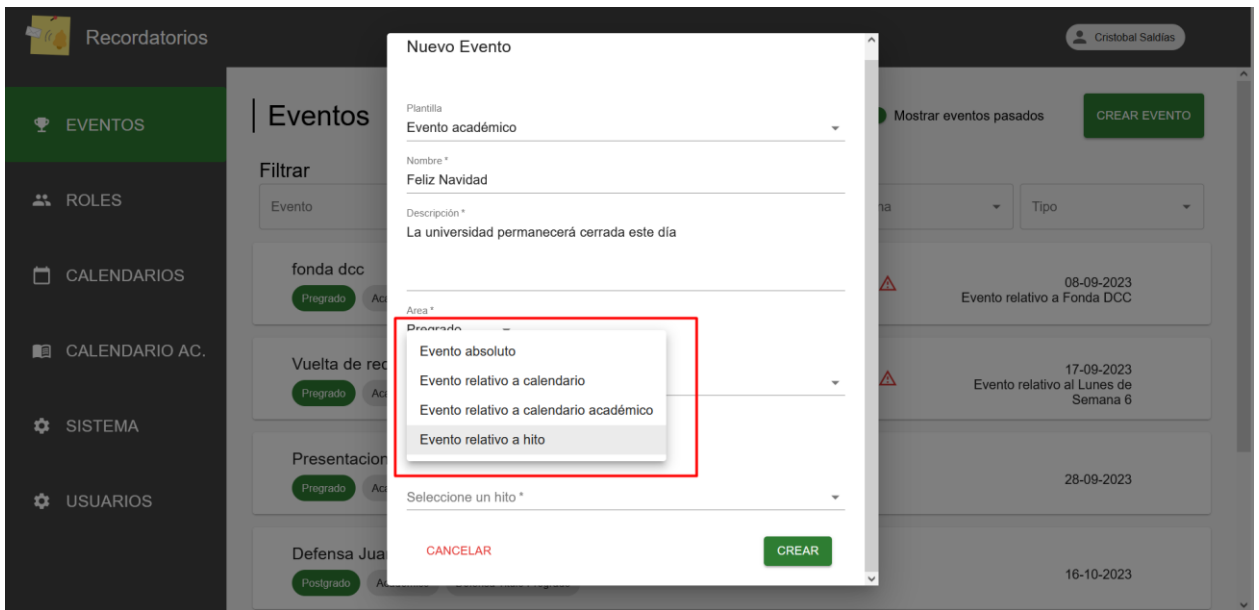 Recordatorios
Cristobal Saldías
EVENTOS
ROLES
CALENDARIOS
CALENDARIO AC.
SISTEMA
USUARIOS
Eventos
Mostrar eventos pasados
CREAR EVENTO
Filtrar
Evento
Tipo
fonda dcc
Pregrado
08-09-2023
Evento relativo a Fonda DCC
Vuelta de rec
Pregrado
17-09-2023
Evento relativo al Lunes de
Semana 6
Presentacion
Pregrado
28-09-2023
Defensa Jua
Postgrado
16-10-2023
Nuevo Evento
Plantilla
Evento académico
Nombre *
Feliz Navidad
Descripción *
La universidad permanecerá cerrada este día
Area *
Pregrado
Evento absoluto
Evento relativo a calendario
Evento relativo a calendario académico
Evento relativo a hito
Seleccione un hito *
CANCELAR
CREAR